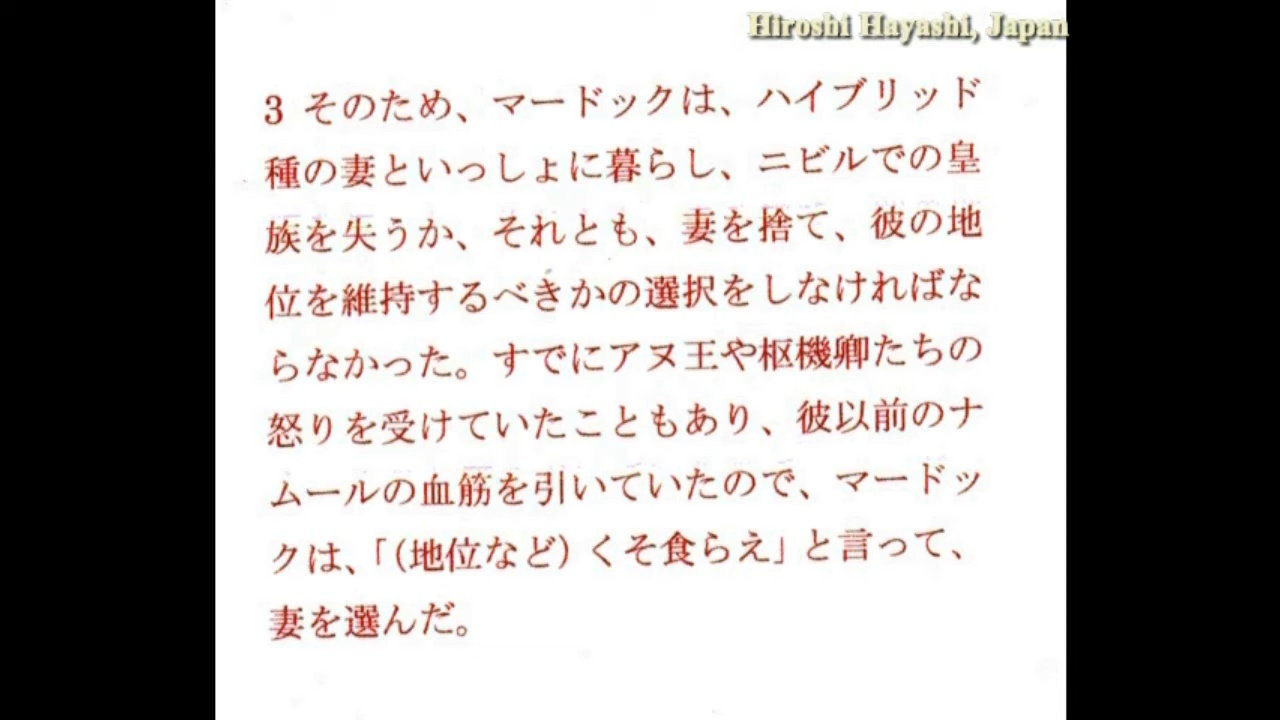 Hiroshi Hayashi, Japan
3 そのため、マードックは、ハイブリッド
種の妻といっしょに暮らし、ニビルでの皇
族を失うか、それとも、妻を捨て、彼の地
位を維持するべきかの選択をしなければな
らなかった。すでにアヌ王や枢機卿たちの
怒りを受けていたこともあり、彼以前のナ
ムールの血筋を引いていたので、マードッ
クは、「（地位など）くそ食らえ」と言って、
妻を選んだ。